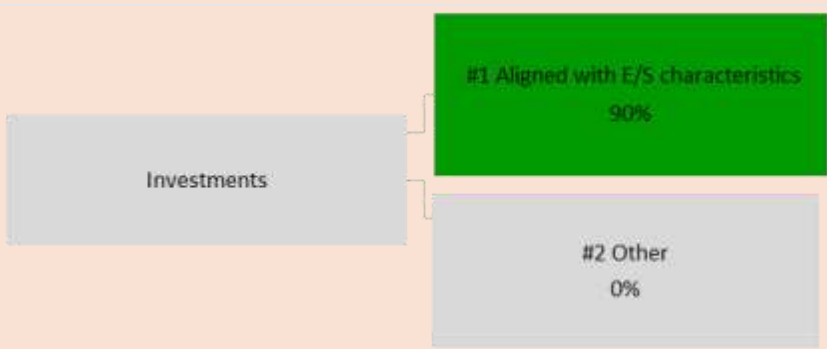 #1 Aligned with E/S characteristics
90%
Investments
#2 Other
0%